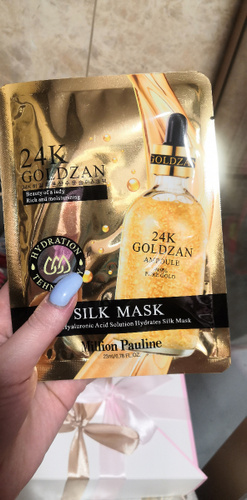 24K
GOLDZAN
Beauty of a lady
Rich and moisturizing
HYDRATION
GOLDZAN
24K
GOLDZAN
AMPOULE
PURE GOLD
SILK MASK
Hyaluronic Acid Solution Hydrates Silk Mask
Million Pauline